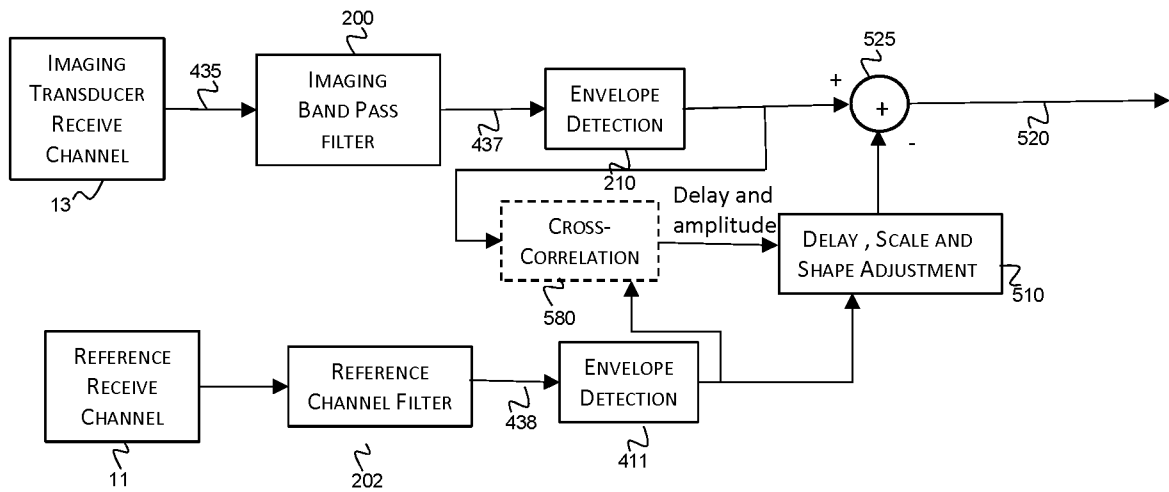 200
525
IMAGING
TRANSDUCER
RECEIVE
CHANNEL
435
IMAGING
BAND PASS
FILTER
437
ENVELOPE
DETECTION
+
+
-
520
13
210
Delay and
amplitude
CROSS-
CORRELATION
580
DELAY , SCALE AND
SHAPE ADJUSTMENT
510
REFERENCE
RECEIVE
CHANNEL
REFERENCE
CHANNEL FILTER
438
ENVELOPE
DETECTION
11
202
411